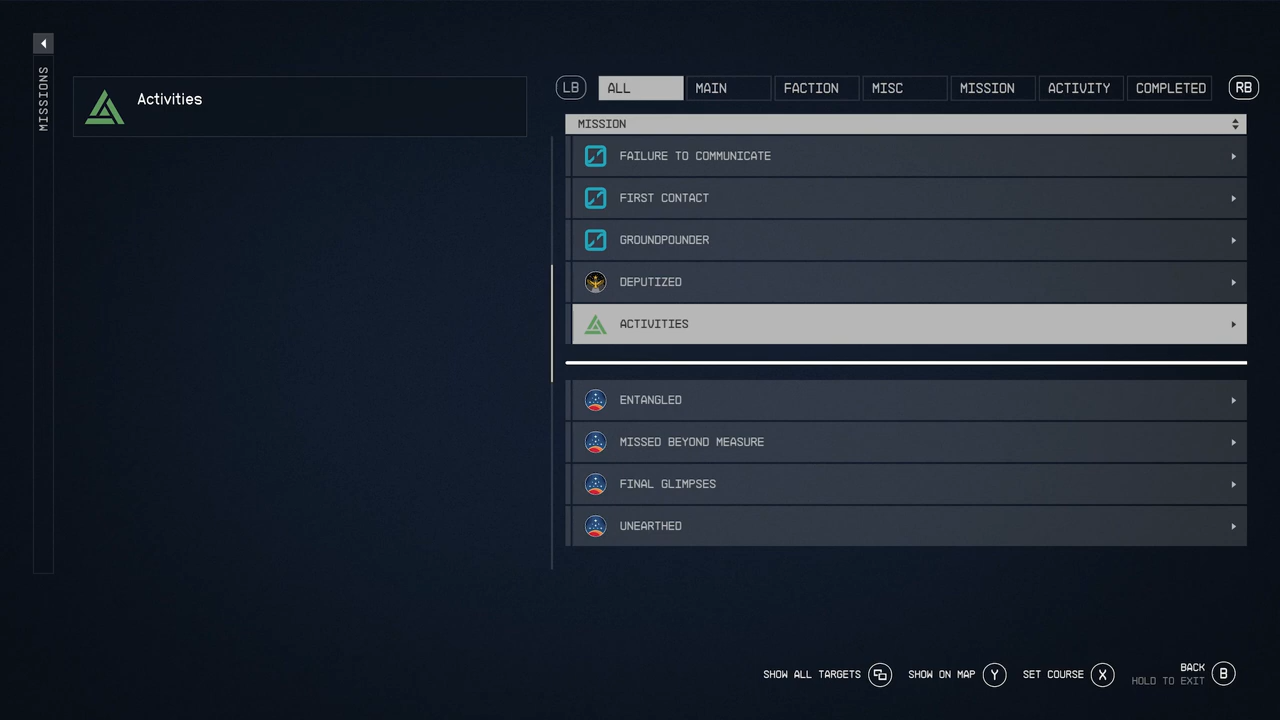 MISSIONS
Activities
LB ALL MAIN FACTION MISC MISSION ACTIVITY COMPLETED RB
MISSION
FAILURE TO COMMUNICATE
FIRST CONTACT
GROUNDPOUNDER
DEPUTIZED
ACTIVITIES
ENTANGLED
MISSED BEYOND MEASURE
FINAL GLIMPSES
UNEARTHED
SHOW ALL TARGETS SHOW ON MAP Y SET COURSE X BACK B
HOLD TO EXIT